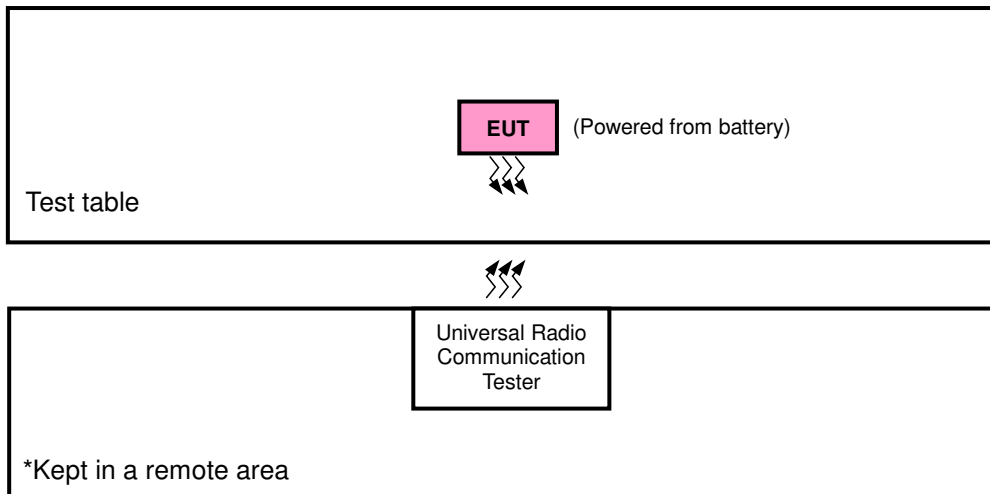 EUT
(Powered from battery)
Test table
Universal Radio
Communication
Tester
*Kept in a remote area